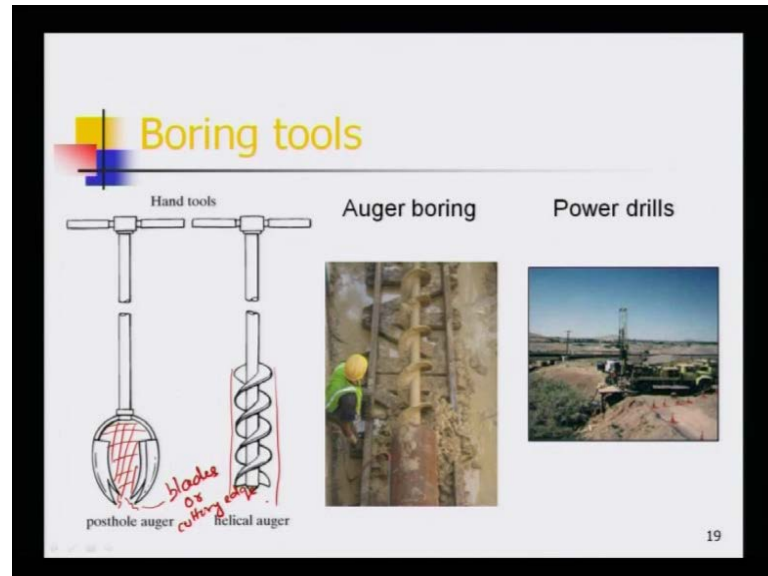 Boring tools
Hand tools
Auger boring
Power drills
blades
or
cutting edge
posthole auger
helical auger
19